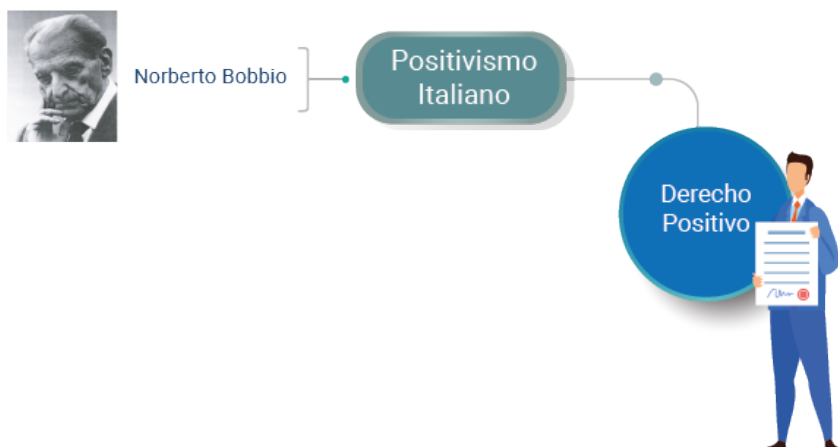 Norberto Bobbio
Positivismo
Italiano
Derecho
Positivo